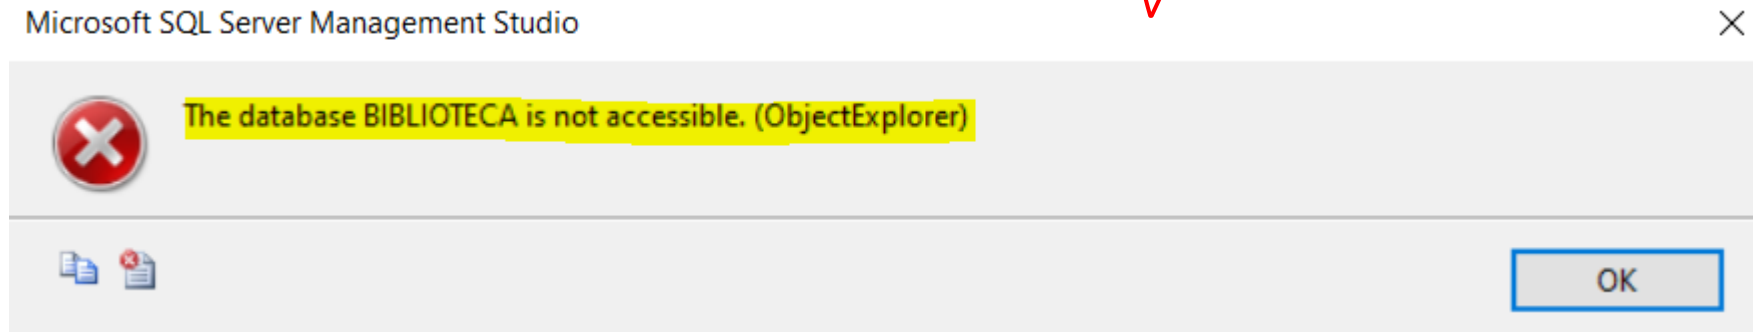 Microsoft SQL Server Management Studio
The database BIBLIOTECA is not accessible. (ObjectExplorer)
OK